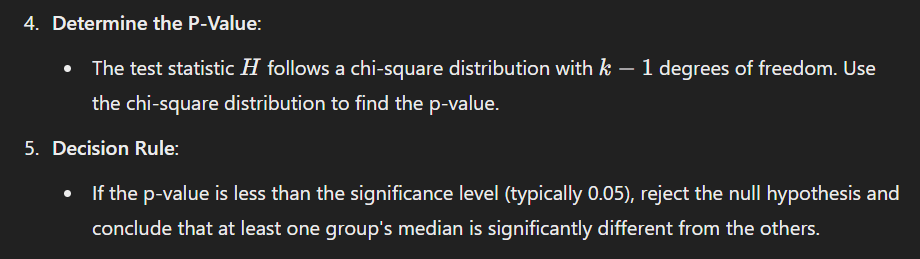 4. Determine the P-Value:
• The test statistic H follows a chi-square distribution with k − 1 degrees of freedom. Use
the chi-square distribution to find the p-value.
5. Decision Rule:
• If the p-value is less than the significance level (typically 0.05), reject the null hypothesis and
conclude that at least one group's median is significantly different from the others.